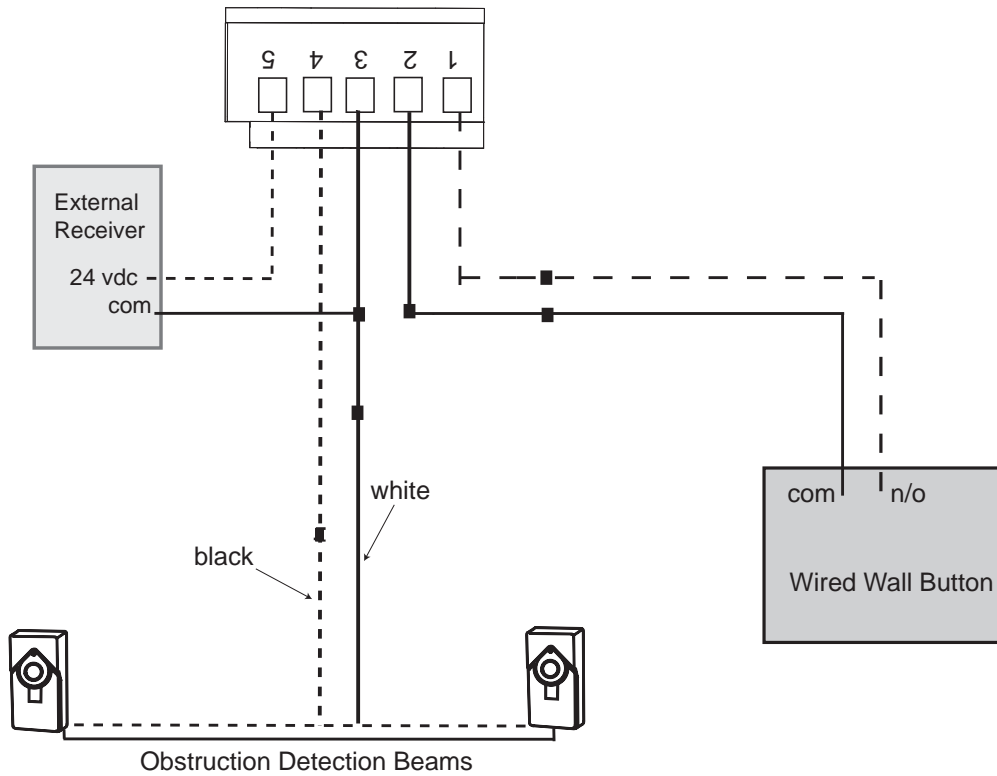 5 4 3 2 1
External
Receiver
24 vdc
com
white
com n/o
black
Wired Wall Button
Obstruction Detection Beams